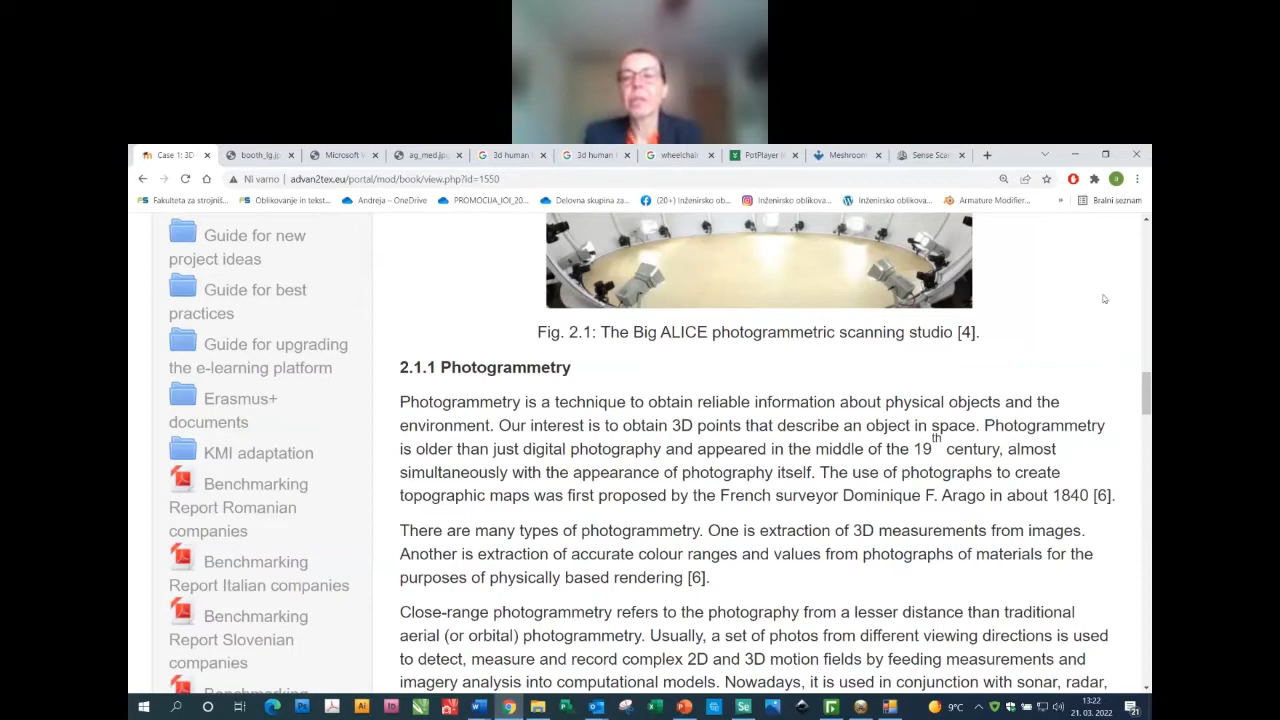 Case 1: 3D
booth_lg.jp
Microsoft
ag_med.jp
3d human
3d human
wheelchair
PotPlayer
Meshroom
Sense Sca
Ni varno
advan2tex.eu/portal/mod/book/view.php?id=1550
Fakulteta za strojniš...
Oblikovanje in tekst...
Andreja – OneDrive
PROMOCIJA_IOI_20...
Delovna skupina za...
(20+) Inženirsko ob...
Inženirsko oblikova...
Inženirsko oblikova...
Armature Modifier...
»
Bralni seznam
Guide for new
project ideas
Guide for best
practices
Guide for upgrading
the e-learning platform
Erasmus+
documents
KMI adaptation
Benchmarking
Report Romanian
companies
Benchmarking
Report Italian companies
Benchmarking
Report Slovenian
companies
Benchmarking
Fig. 2.1: The Big ALICE photogrammetric scanning studio [4].
2.1.1 Photogrammetry
Photogrammetry is a technique to obtain reliable information about physical objects and the
environment. Our interest is to obtain 3D points that describe an object in space. Photogrammetry
is older than just digital photography and appeared in the middle of the 19th century, almost
simultaneously with the appearance of photography itself. The use of photographs to create
topographic maps was first proposed by the French surveyor Dominique F. Arago in about 1840 [6].
There are many types of photogrammetry. One is extraction of 3D measurements from images.
Another is extraction of accurate colour ranges and values from photographs of materials for the
purposes of physically based rendering [6].
Close-range photogrammetry refers to the photography from a lesser distance than traditional
aerial (or orbital) photogrammetry. Usually, a set of photos from different viewing directions is used
to detect, measure and record complex 2D and 3D motion fields by feeding measurements and
imagery analysis into computational models. Nowadays, it is used in conjunction with sonar, radar,
9°C
13:22
21. 03. 2022
21